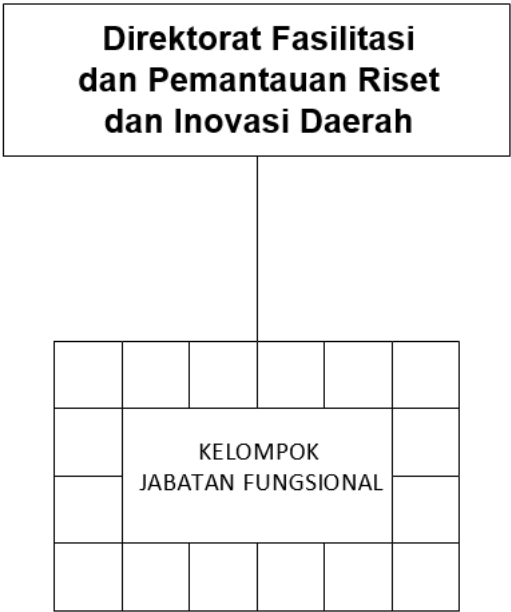 Direktorat Fasilitasi
dan Pemantauan Riset
dan Inovasi Daerah
KELOMPOK
JABATAN FUNGSIONAL